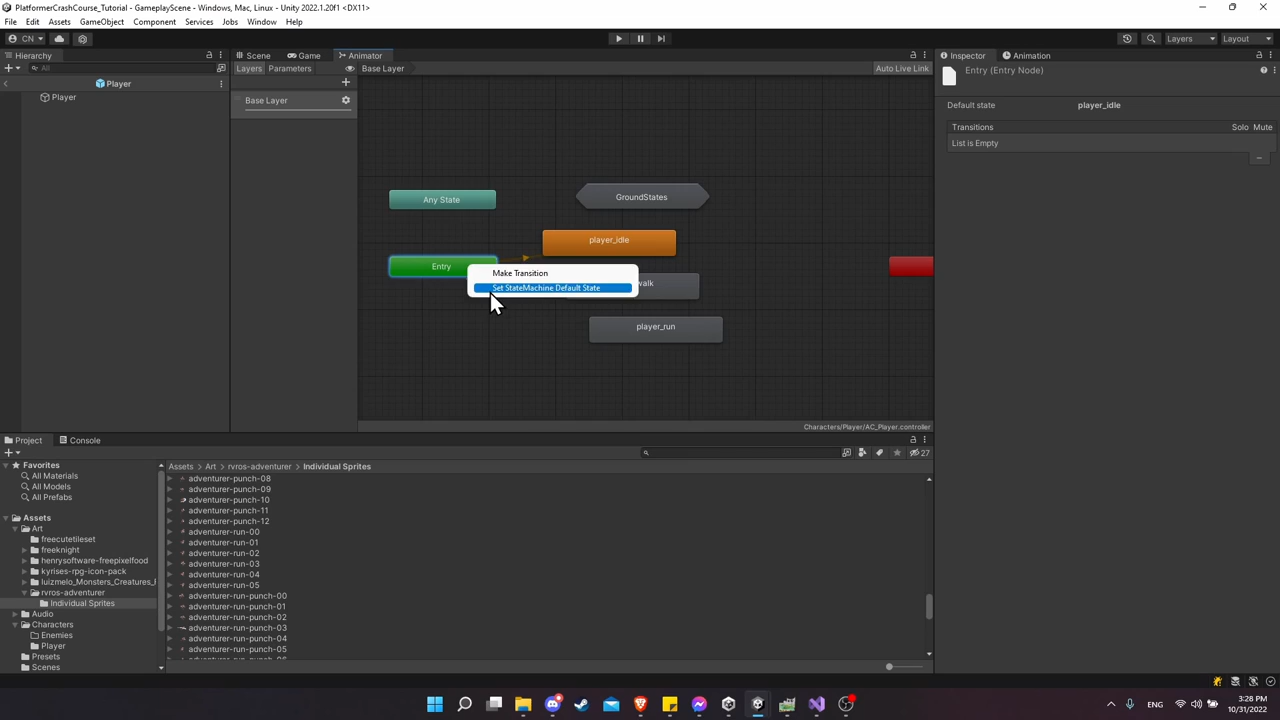 PlatformerCrashCourse_Tutorial - GameplayScene - Windows, Mac, Linux - Unity 2022.1.20f1 <DX11>
File Edit Assets GameObject Component Services Jobs Window Help
CN
Layers Layout
Hierarchy
All
Player
Player
Scene Game Animator
Layers Parameters Base Layer Auto Live Link
Base Layer
Any State
GroundStates
player_idle
Entry
Make Transition
Set StateMachine Default State
walk
player_run
Characters/Player/AC_Player.controller
Inspector Animation
Entry (Entry Node)
Default state player_idle
Transitions Solo Mute
List is Empty
Project Console
27
Favorites
All Materials
All Models
All Prefabs
Assets
Art
freecutetileset
freeknight
henrysoftware-freepixelfood
kyrises-rpg-icon-pack
luizmelo_Monsters_Creatures_F
rvros-adventurer
Individual Sprites
Audio
Characters
Enemies
Player
Presets
Scenes
Assets > Art > rvros-adventurer > Individual Sprites
adventurer-punch-08
adventurer-punch-09
adventurer-punch-10
adventurer-punch-11
adventurer-punch-12
adventurer-run-00
adventurer-run-01
adventurer-run-02
adventurer-run-03
adventurer-run-04
adventurer-run-05
adventurer-run-punch-00
adventurer-run-punch-01
adventurer-run-punch-02
adventurer-run-punch-03
adventurer-run-punch-04
adventurer-run-punch-05
adventurer-run-punch-06
ENG
3:28 PM
10/31/2022